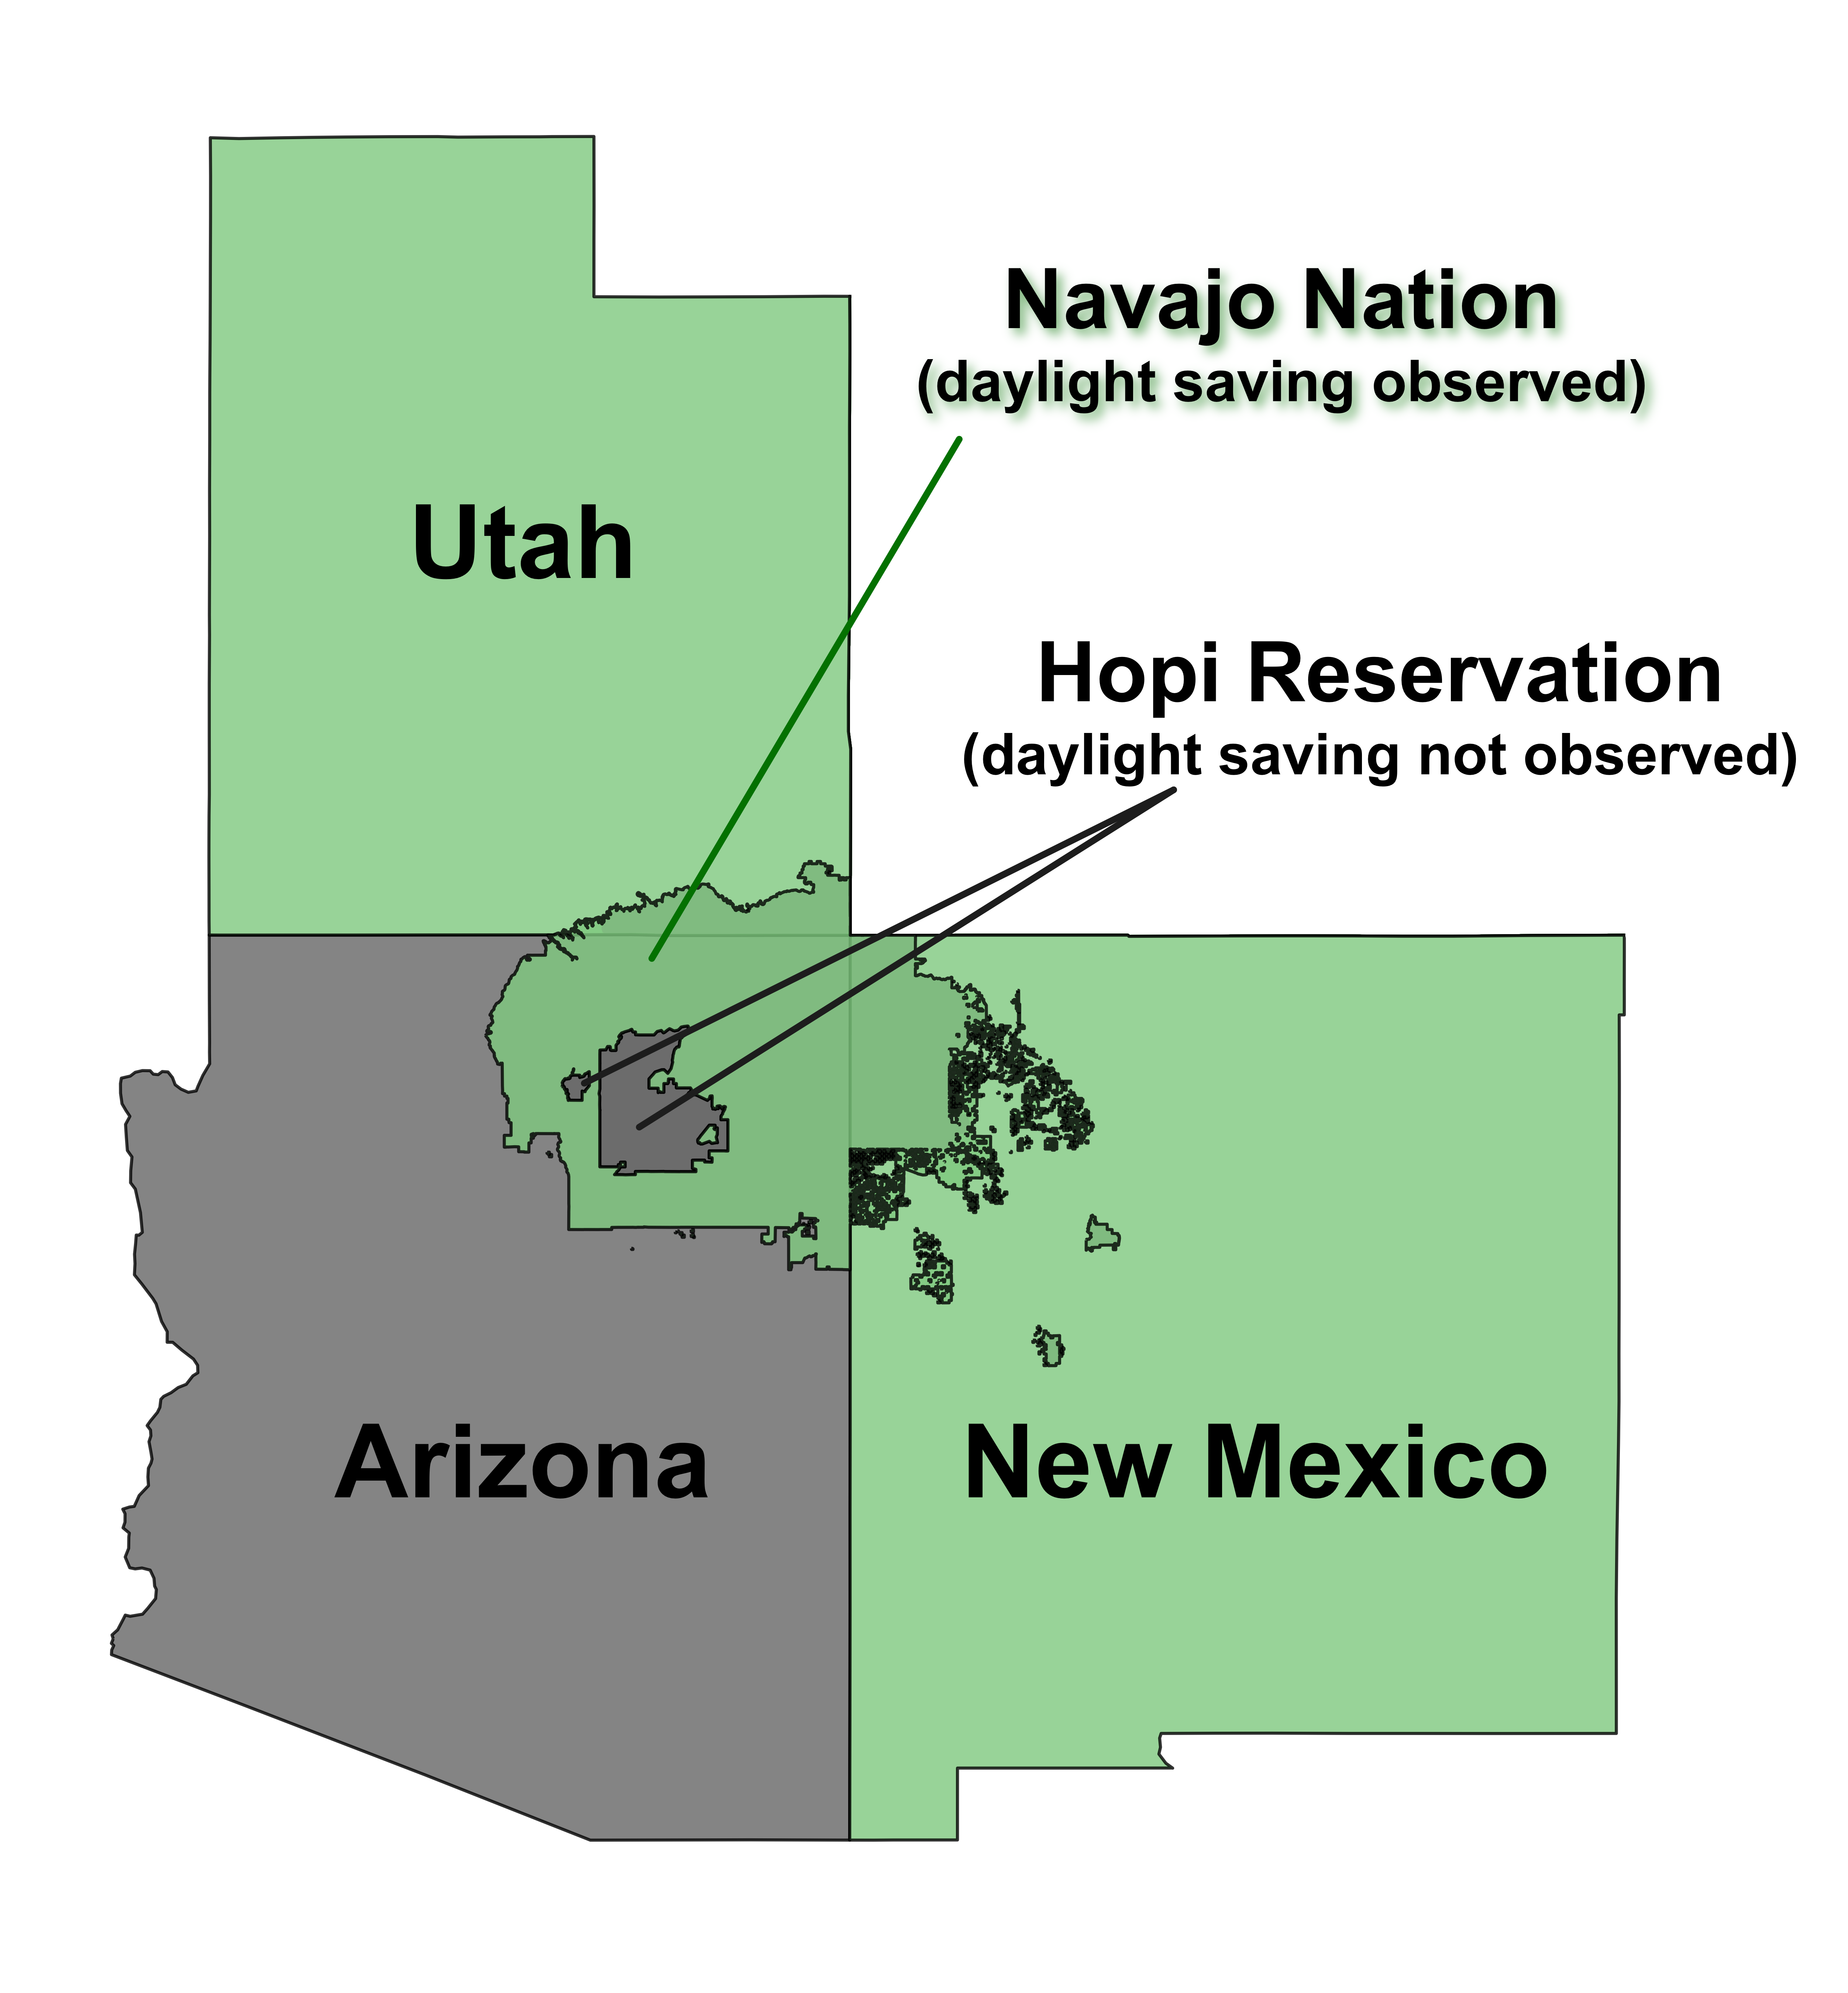 Navajo Nation
(daylight saving observed)
Utah
Hopi Reservation
(daylight saving not observed)
Arizona
New Mexico